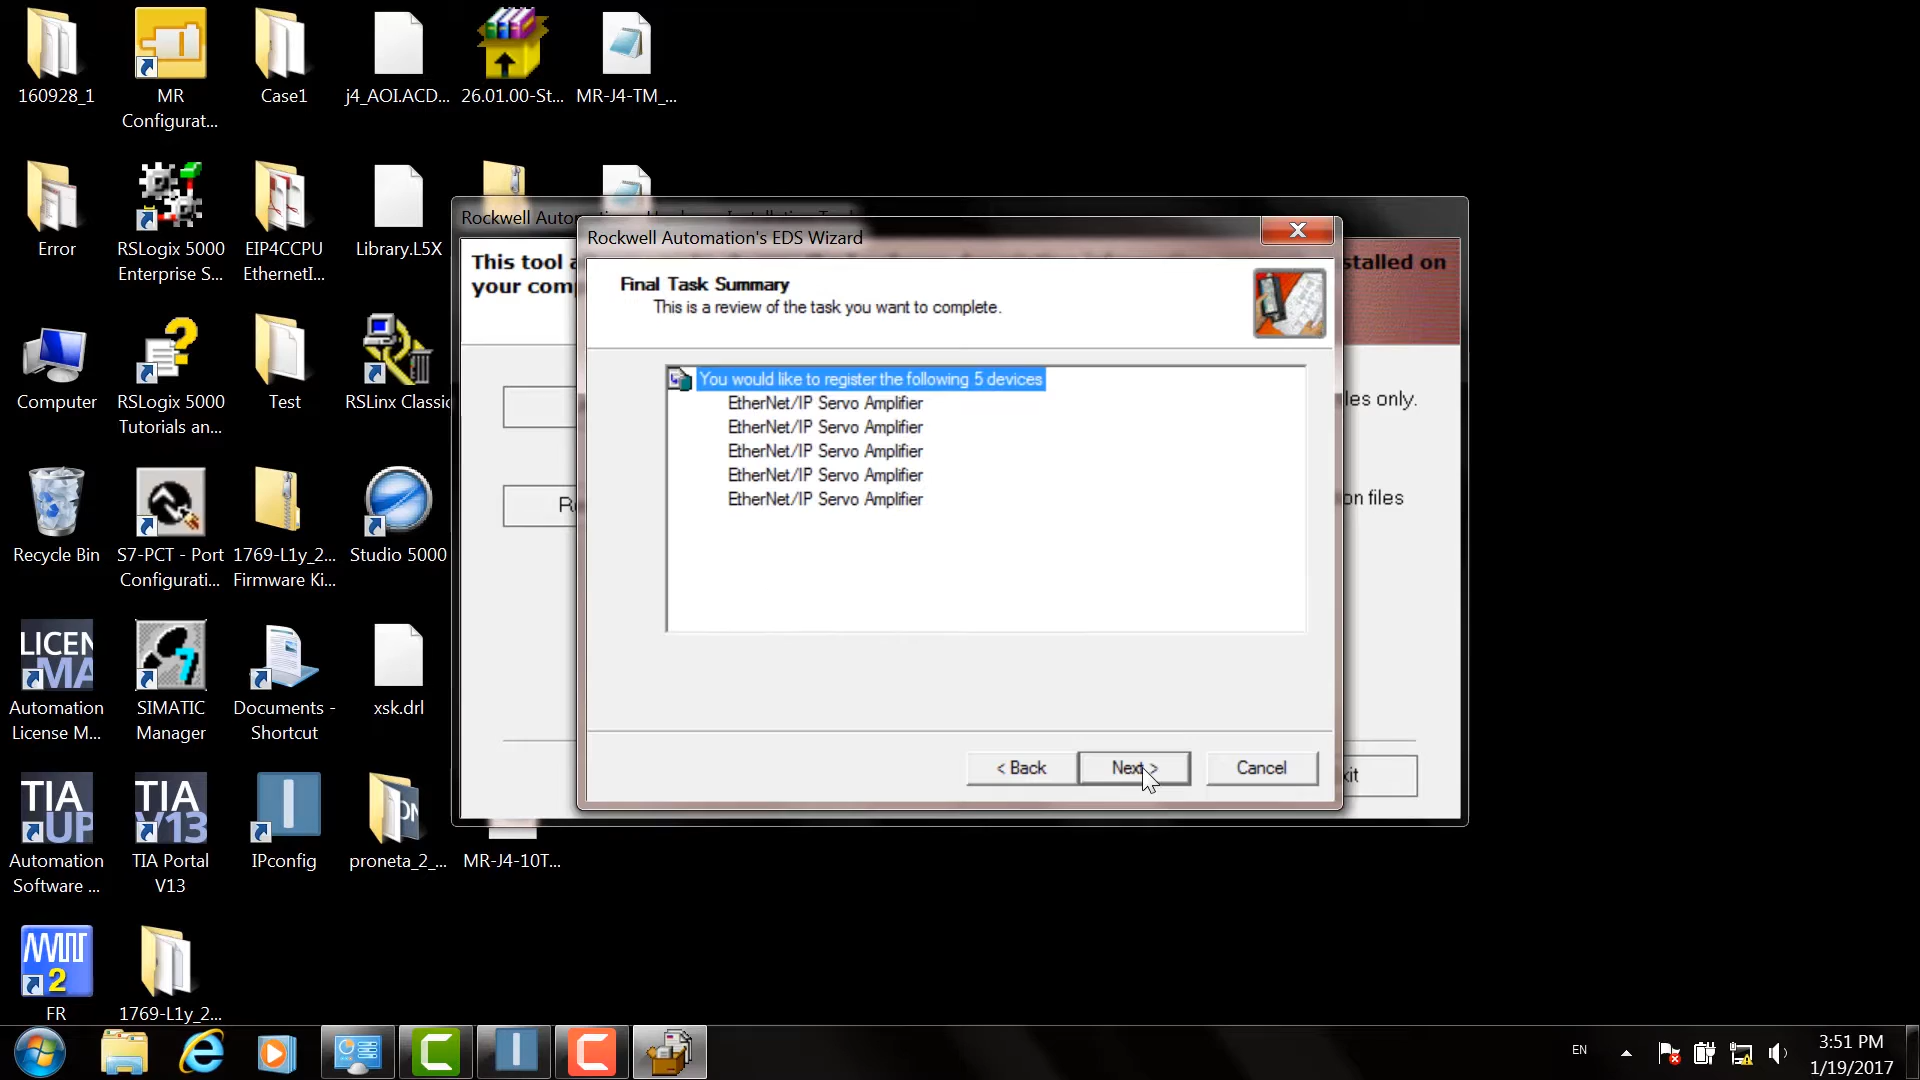 160928_1
MR
Configurat...
Case1
j4_AOI.ACD...
26.01.00-St...
MR-J4-TM_...
Error
RSLogix 5000
Enterprise S...
EIP4CCPU
EthernetI...
Library.L5X
Computer
RSLogix 5000
Tutorials an...
Test
RSLinx Classic
Recycle Bin
S7-PCT - Port
Configurati...
1769-L1y_2...
Firmware Ki...
Studio 5000
LICEN
MA
Automation
License M...
SIMATIC
Manager
Documents -
Shortcut
xsk.drl
TIA
UP
Automation
Software ...
TIA
V13
TIA Portal
V13
IPconfig
proneta_2_...
MR-J4-10T...
2
FR
1769-L1y_2...
Rockwell Automation's EDS Wizard
This tool
your comp
stalled on
les only.
on files
xit
Final Task Summary
This is a review of the task you want to complete.
You would like to register the following 5 devices
EtherNet/IP Servo Amplifier
EtherNet/IP Servo Amplifier
EtherNet/IP Servo Amplifier
EtherNet/IP Servo Amplifier
EtherNet/IP Servo Amplifier
< Back
Next >
Cancel
EN
3:51 PM
1/19/2017